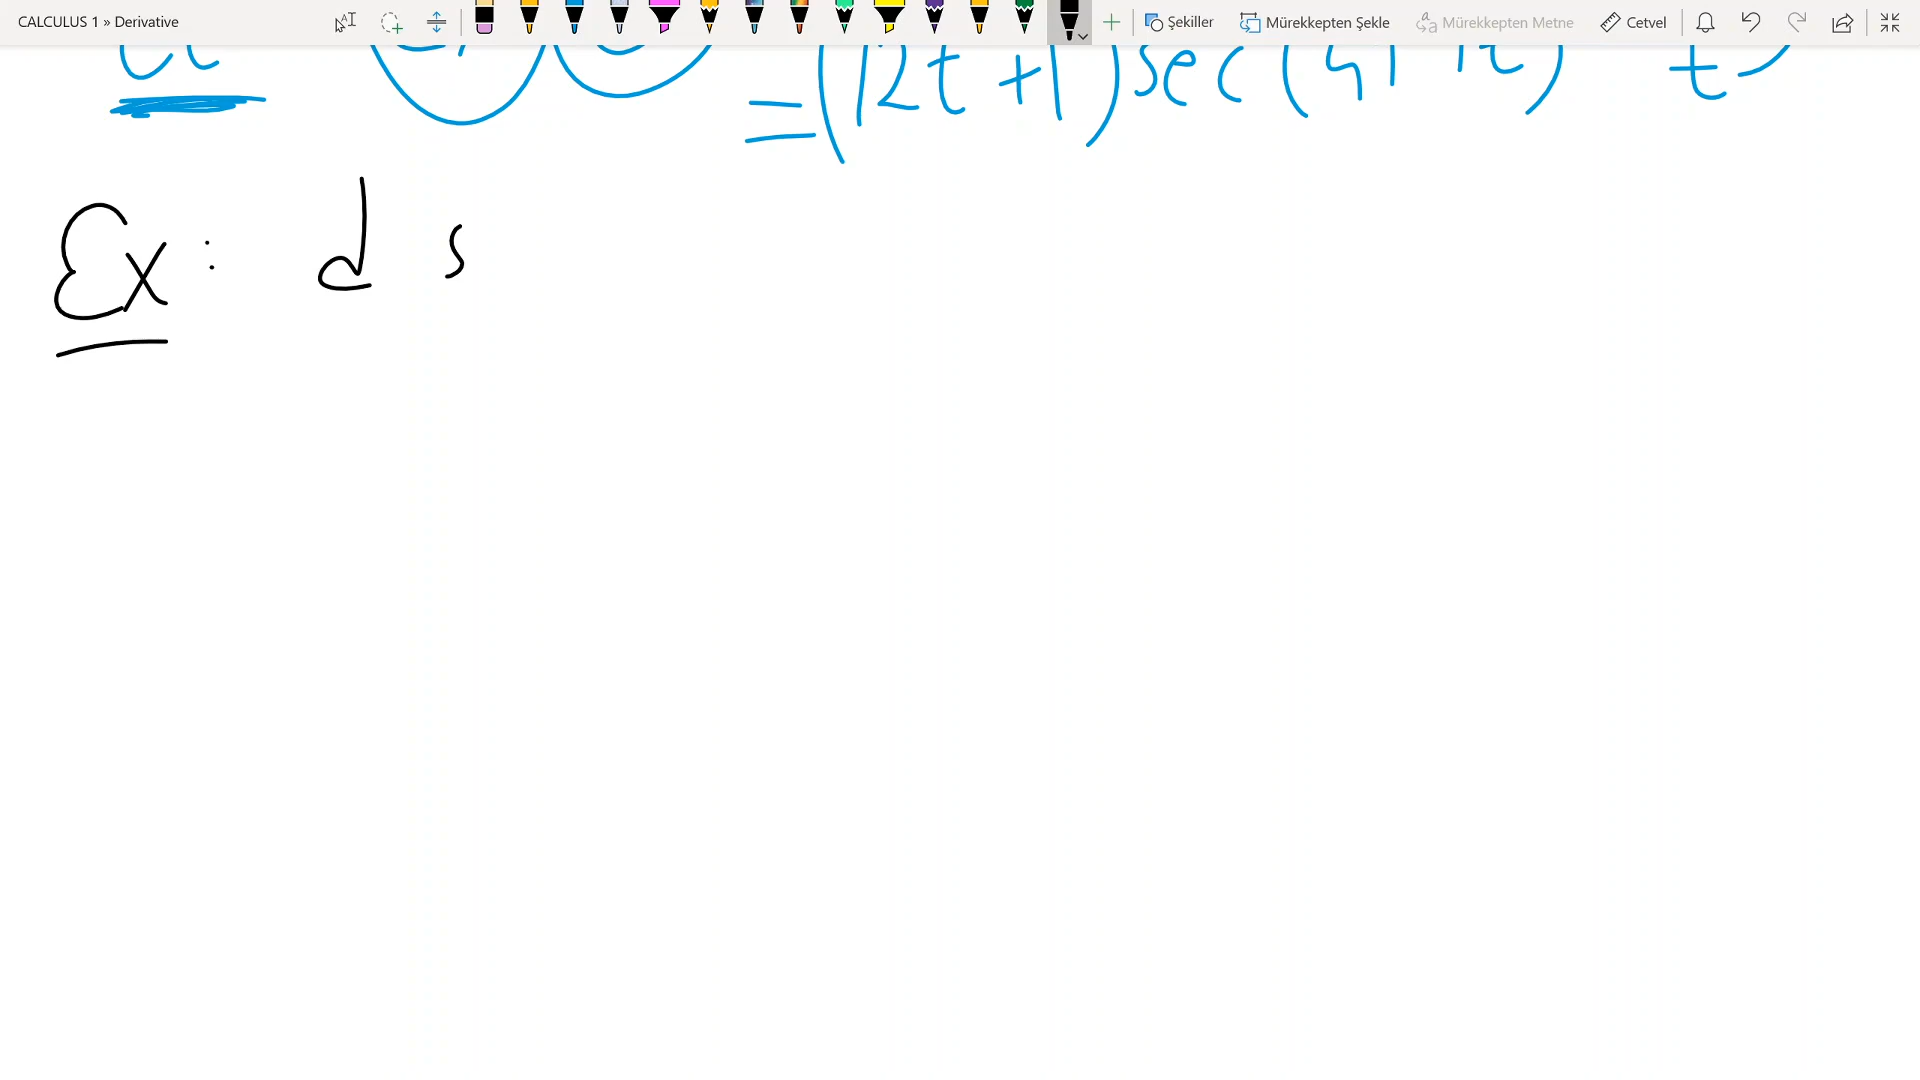 CALCULUS 1 » Derivative Şekiller Mürekkepten Şekle Mürekkepten Metne Cetvel
= (12t + 1) sec(
Ex: d s